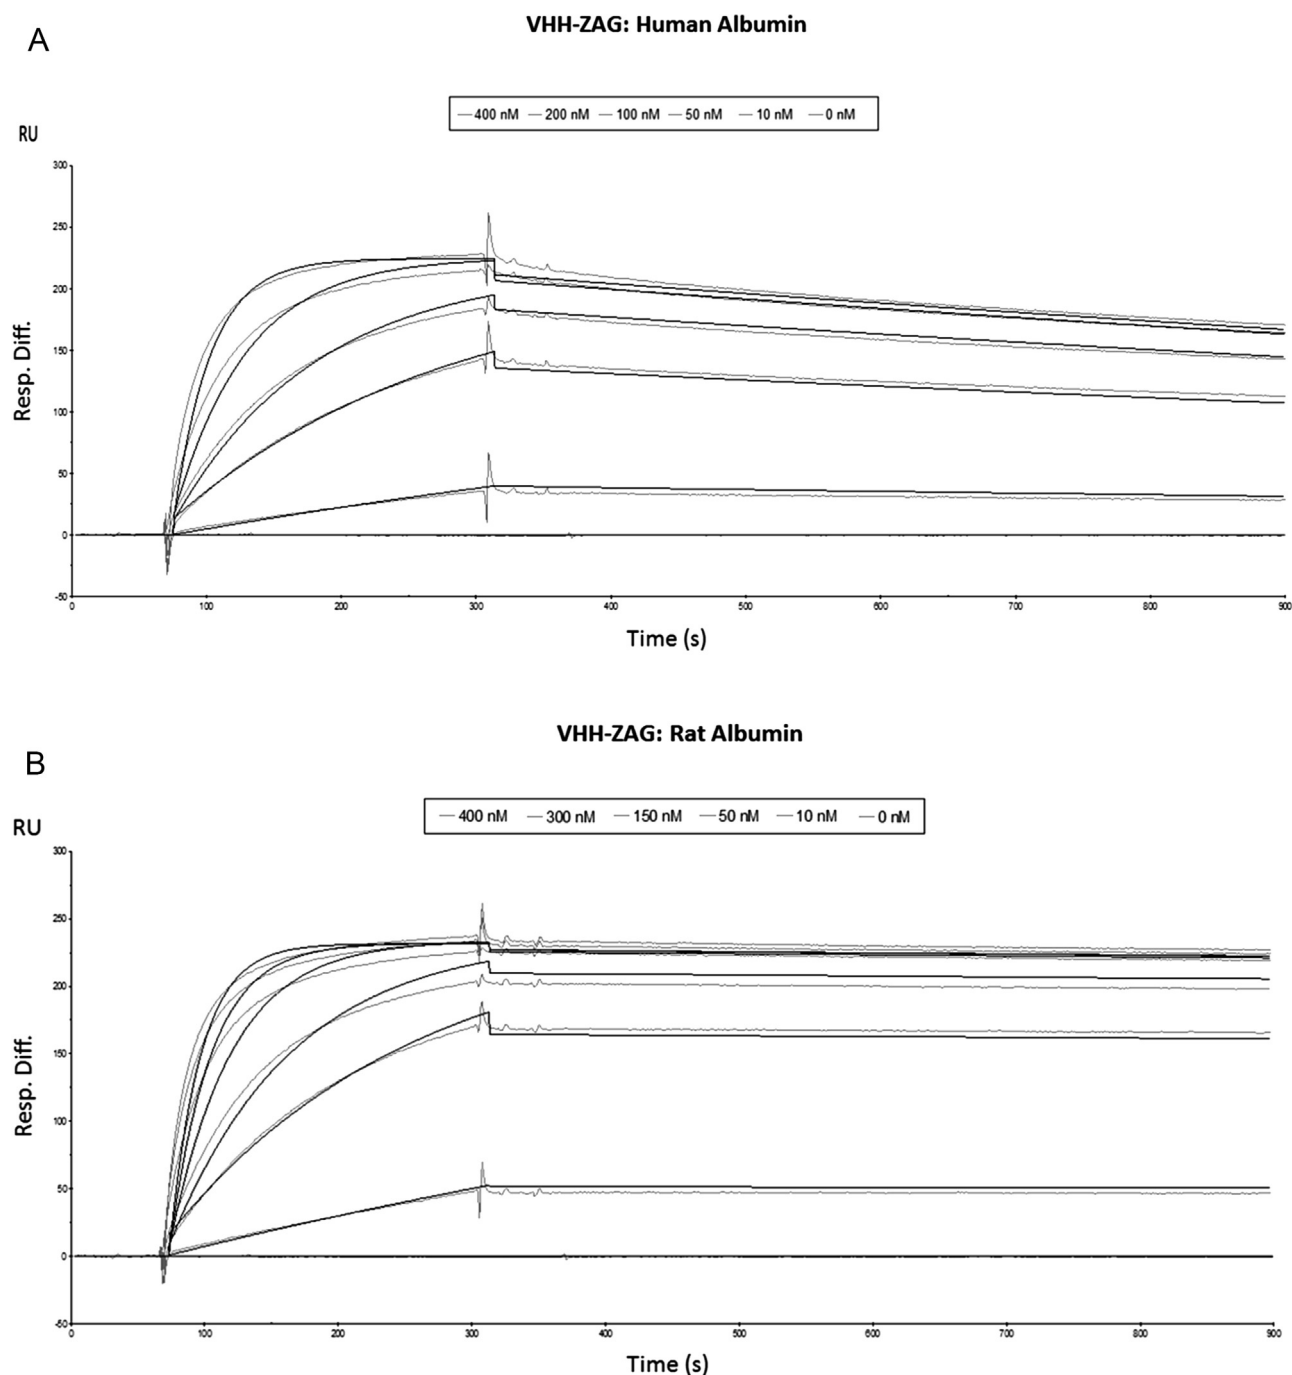 VHH-ZAG: Human Albumin
A
400 nM 200 nM 100 nM 50 nM 10 nM 0 nM
RU
300
250
200
150
100
50
0
-50
Resp. Diff.
0 100 200 300 400 500 600 700 800 900
Time (s)
VHH-ZAG: Rat Albumin
B
400 nM 300 nM 150 nM 50 nM 10 nM 0 nM
RU
300
250
200
150
100
50
0
-50
Resp. Diff.
0 100 200 300 400 500 600 700 800 900
Time (s)